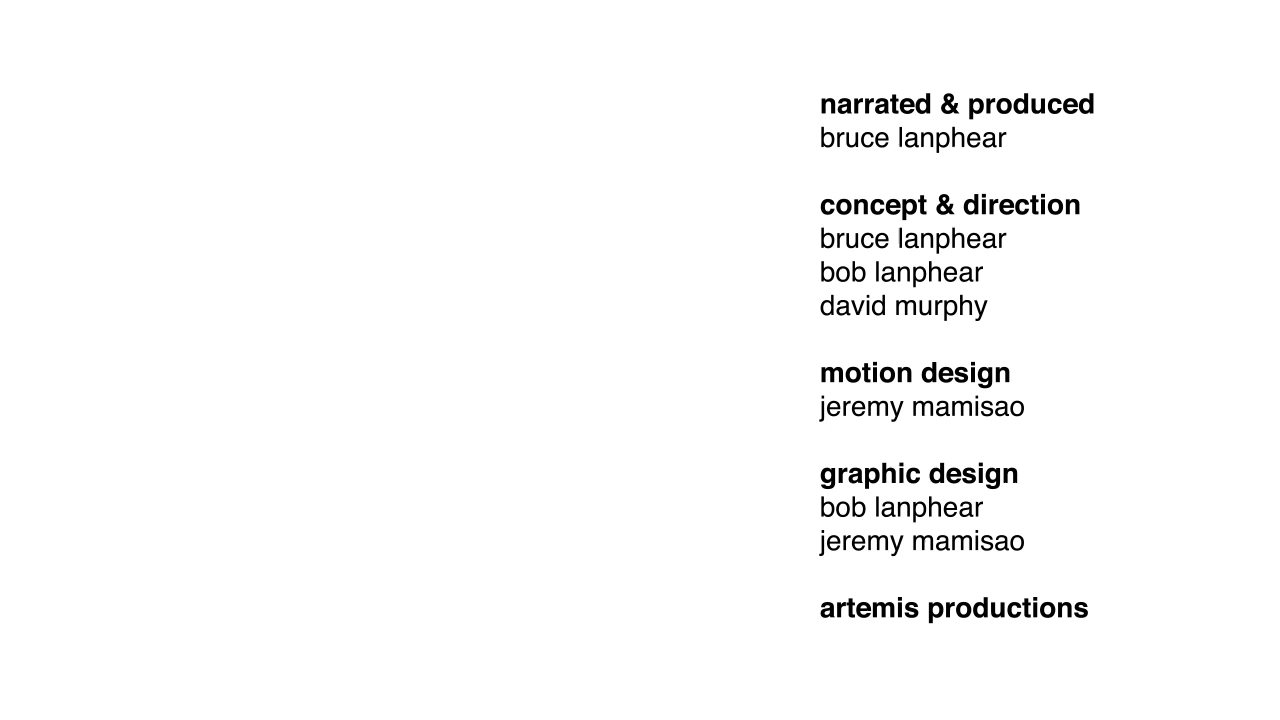 narrated & produced
bruce lanphear
concept & direction
bruce lanphear
bob lanphear
david murphy
motion design
jeremy mamisao
graphic design
bob lanphear
jeremy mamisao
artemis productions